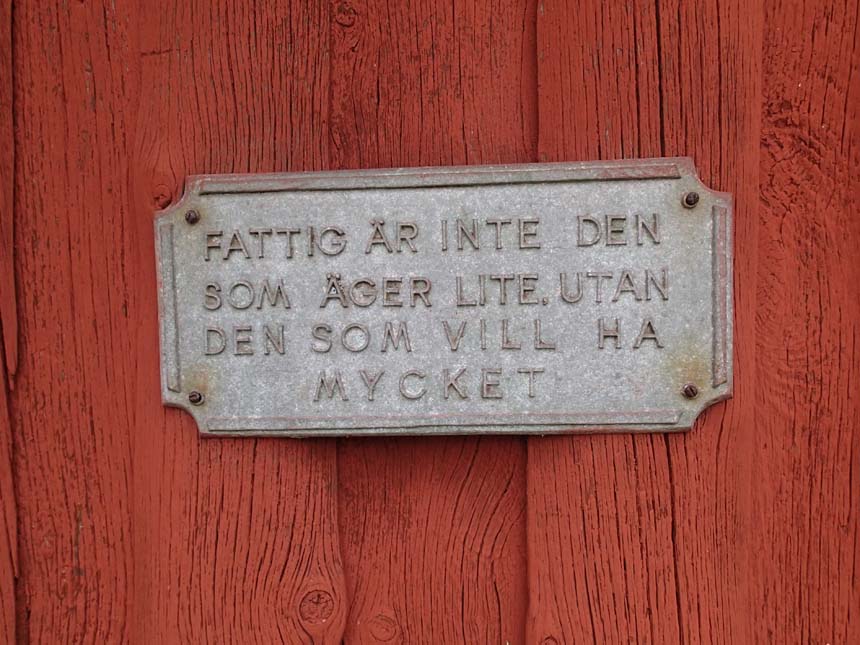 FATTIG ÄR INTE DEN
SOM ÄGER LITE. UTAN
DEN SOM VILL HA
MYCKET